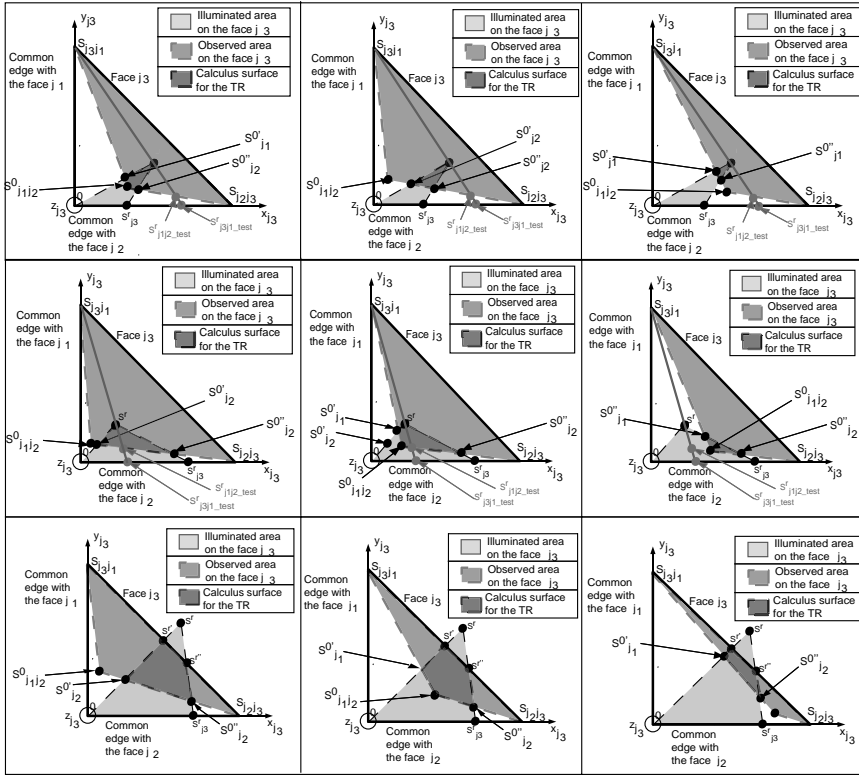 y j3
Illuminated area
on the face j 3
Observed area
on the face j 3
Calculus surface
for the TR
Common
edge with
the face j 1
S j3j1
Face j3
S0' j1
S0'' j2
S0 j1j2
S j2j3
z j3
0
Sr j3
x j3
Common
edge with
the face j 2
Sr j1j2_test
Sr j3j1_test
y j3
Illuminated area
on the face j 3
Observed area
on the face j 3
Calculus surface
for the TR
Common
edge with
the face j 1
S j3j1
Face j3
S0' j2
S0'' j2
S0 j1j2
S j2j3
z j3
0
Sr j3
x j3
Common
edge with
the face j 2
Sr j1j2_test
Sr j3j1_test
y j3
Illuminated area
on the face j 3
Observed area
on the face j 3
Calculus surface
for the TR
Common
edge with
the face j 1
S j3j1
Face j3
S0' j1
S0'' j1
S0 j1j2
S j2j3
z j3
0
Sr j3
x j3
Common
edge with
the face j 2
Sr j1j2_test
Sr j3j1_test
y j3
Illuminated area
on the face j 3
Observed area
on the face j 3
Calculus surface
for the TR
Common
edge with
the face j 1
S j3j1
Face j3
Sr
S0' j2
S0'' j2
S0 j1j2
S j2j3
z j3
0
Sr j3
x j3
Common
edge with
the face j 2
Sr j1j2_test
Sr j3j1_test
y j3
Illuminated area
on the face j3
Observed area
on the face j3
Calculus surface
for the TR
Common
edge with
the face
j1
S j3j1
Face j3
Sr
S0' j1
S0' j2
S0'' j2
S0 j1j2
S j2j3
z j3
0
Sr j3
x j3
Common
edge with
the face
j2
Sr j1j2_test
Sr j3j1_test
y j3
Illuminated area
on the face j3
Observed area
on the face j3
Calculus surface
for the TR
Common
edge with
the face
j1
S j3j1
Face j3
Sr
S0'' j1
S0'' j2
S0 j1j2
S j2j3
z j3
0
Sr j3
x j3
Common
edge with
the face
j2
Sr j1j2_test
Sr j3j1_test
y j3
Illuminated area
on the face j 3
Observed area
on the face j 3
Calculus surface
for the TR
Common
edge with
the face j 1
S j3j1
Face j3
Sr
Sr'
Sr''
S0 j1j2
S0' j2
S0'' j2
S j2j3
z j3
0
Sr j3
x j3
Common
edge with
the face j 2
y j3
Illuminated area
on the face j3
Observed area
on the face j3
Calculus surface
for the TR
Common
edge with
the face
j1
S j3j1
Face j3
Sr
Sr'
Sr''
S0' j1
S0 j1j2
S0'' j2
S j2j3
z j3
0
Sr j3
x j3
Common
edge with
the face
j2
y j3
Illuminated area
on the face j3
Observed area
on the face j3
Calculus surface
for the TR
Common
edge with
the face
j1
S j3j1
Face j3
Sr
Sr'
Sr''
S0' j1
S0'' j2
S j2j3
z j3
0
Sr j3
x j3
Common
edge with
the face
j2